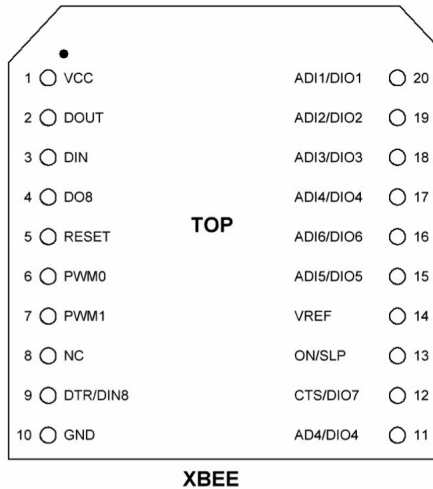 1 VCC ADI1/DIO1 20
2 DOUT ADI2/DIO2 19
3 DIN ADI3/DIO3 18
4 DO8 ADI4/DIO4 17
TOP
5 RESET ADI6/DIO6 16
6 PWM0 ADI5/DIO5 15
7 PWM1 VREF 14
8 NC ON/SLP 13
9 DTR/DIN8 CTS/DIO7 12
10 GND AD4/DIO4 11
XBEE